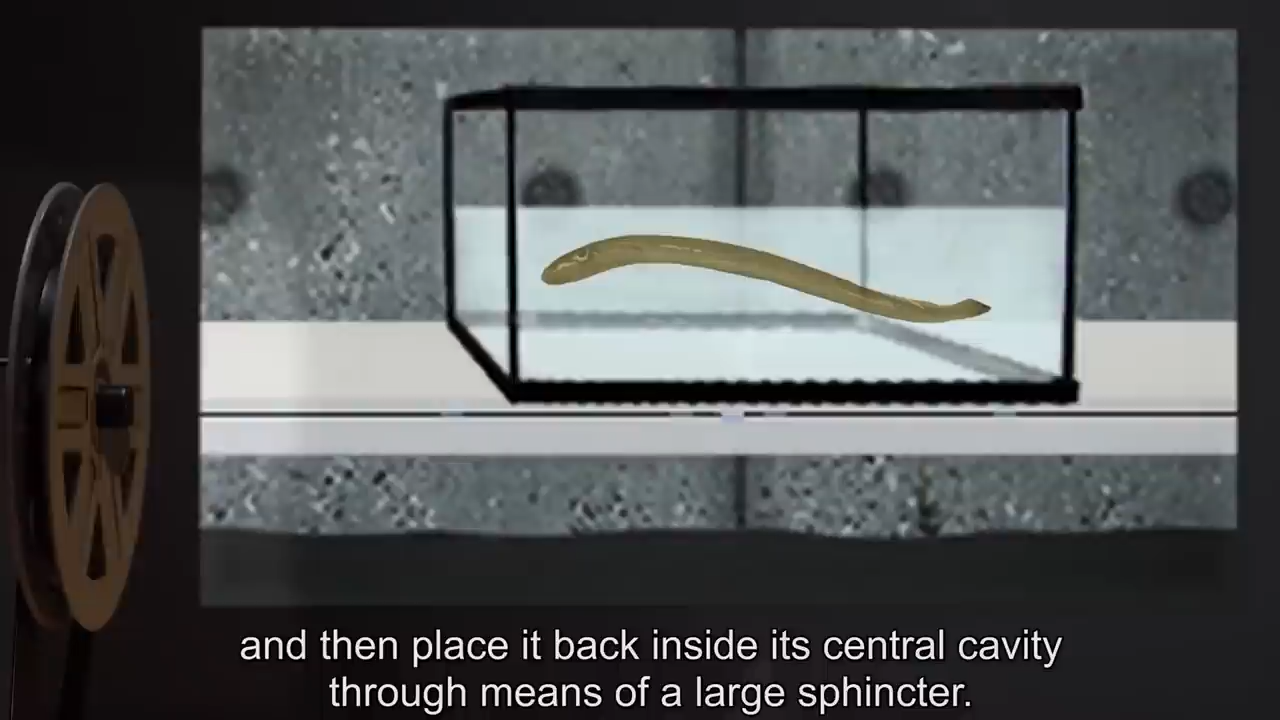 and then place it back inside its central cavity
through means of a large sphincter.